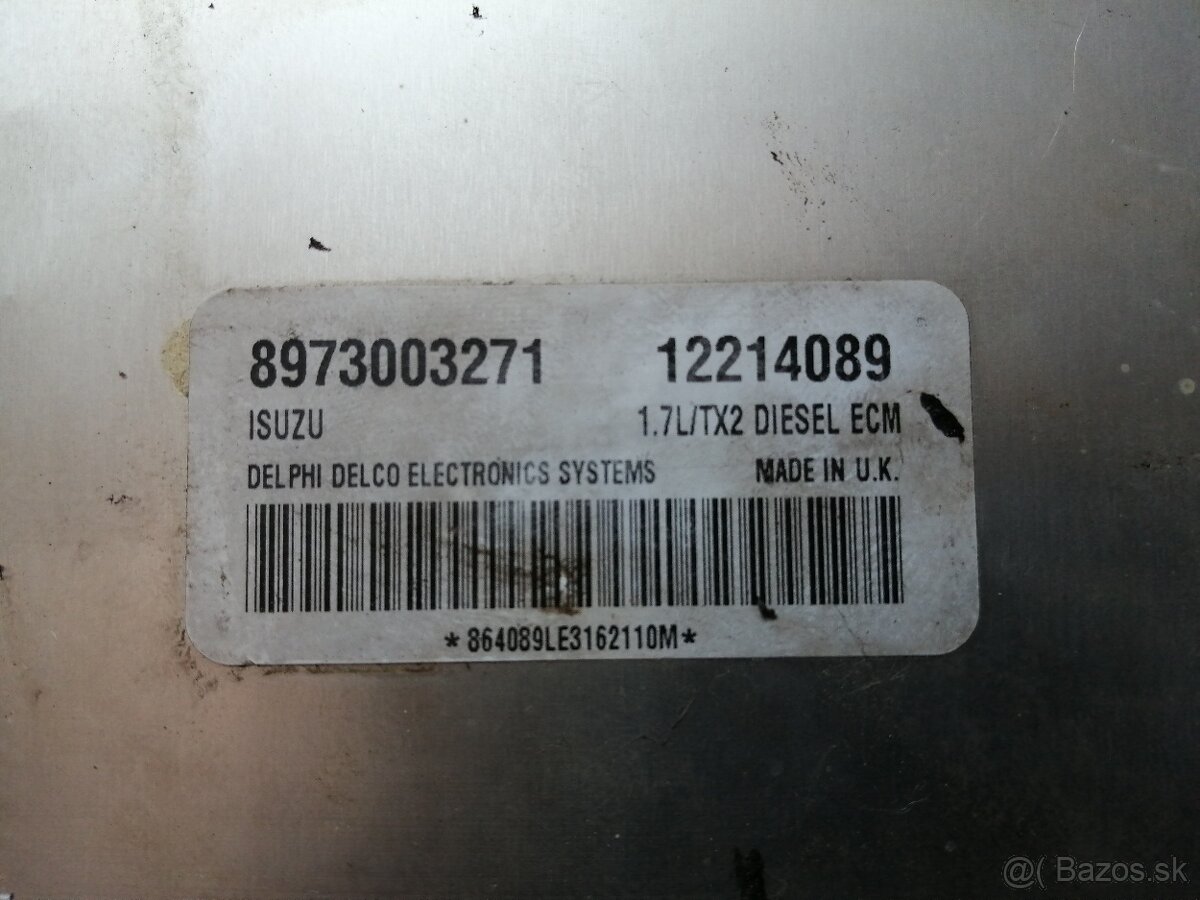 8973003271 12214089
ISUZU 1.7L/TX2 DIESEL ECM
DELPHI DELCO ELECTRONICS SYSTEMS MADE IN U.K.
*864089LE3162110M*
@( Bazos.sk